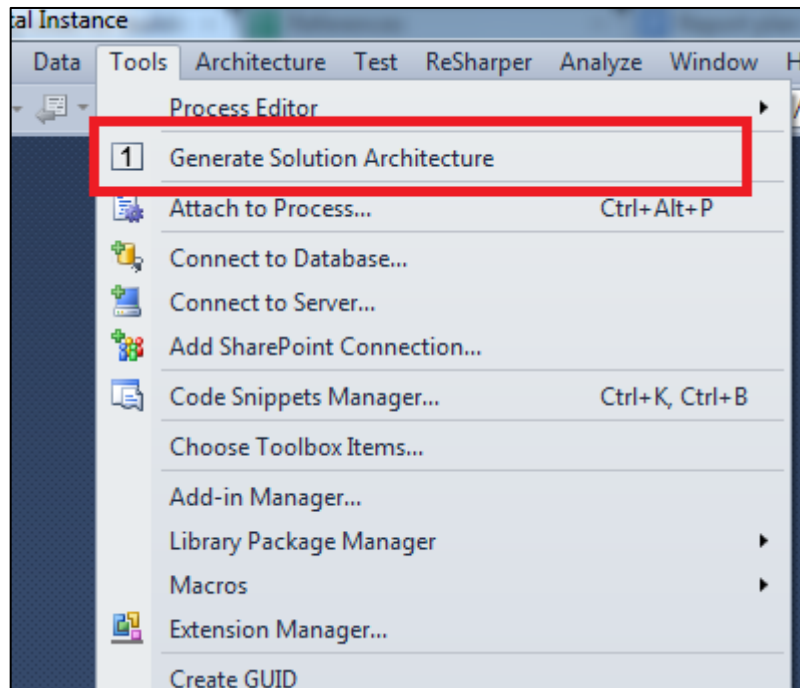 al Instance
Data Tools Architecture Test ReSharper Analyze Window H
Process Editor
1 Generate Solution Architecture
Attach to Process... Ctrl+Alt+P
Connect to Database...
Connect to Server...
Add SharePoint Connection...
Code Snippets Manager... Ctrl+K, Ctrl+B
Choose Toolbox Items...
Add-in Manager...
Library Package Manager
Macros
Extension Manager...
Create GUID